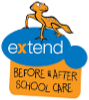 extend
BEFORE & AFTER
SCHOOL CARE